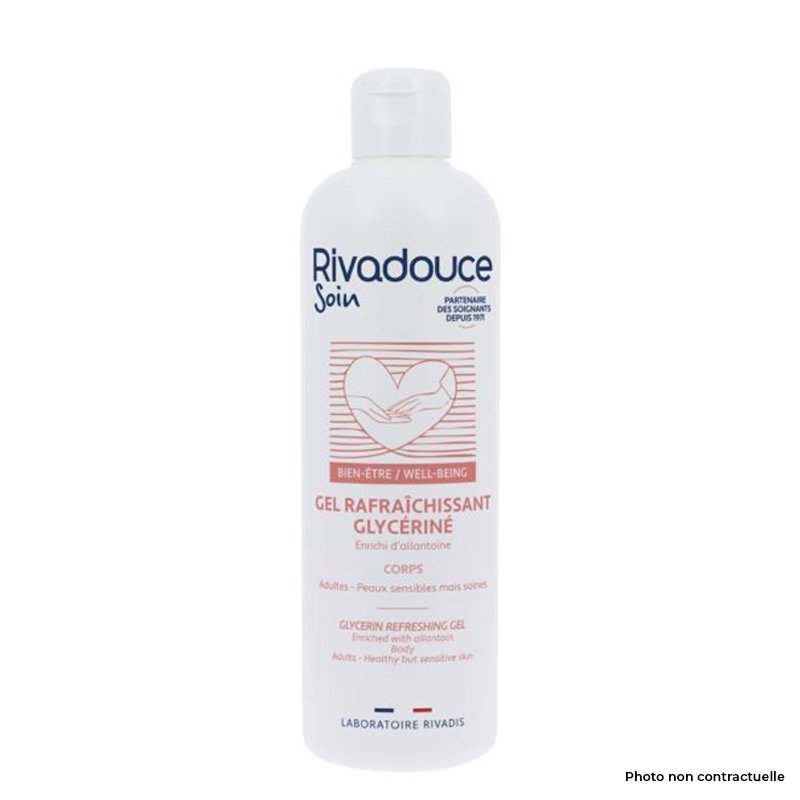 Rivadouce
Soin
PARTENAIRE
DES SOIGNANTS
DEPUIS 1971
BIEN-ÊTRE / WELL-BEING
GEL RAFRAÎCHISSANT
GLYCÉRINÉ
Enrichi d'allantoïne
CORPS
Adultes - Peaux sensibles mais saines
GLYCERIN REFRESHING GEL
Enriched with allantoin
Body
Adults - Healthy but sensitive skin
LABORATOIRE RIVADIS
Photo non contractuelle